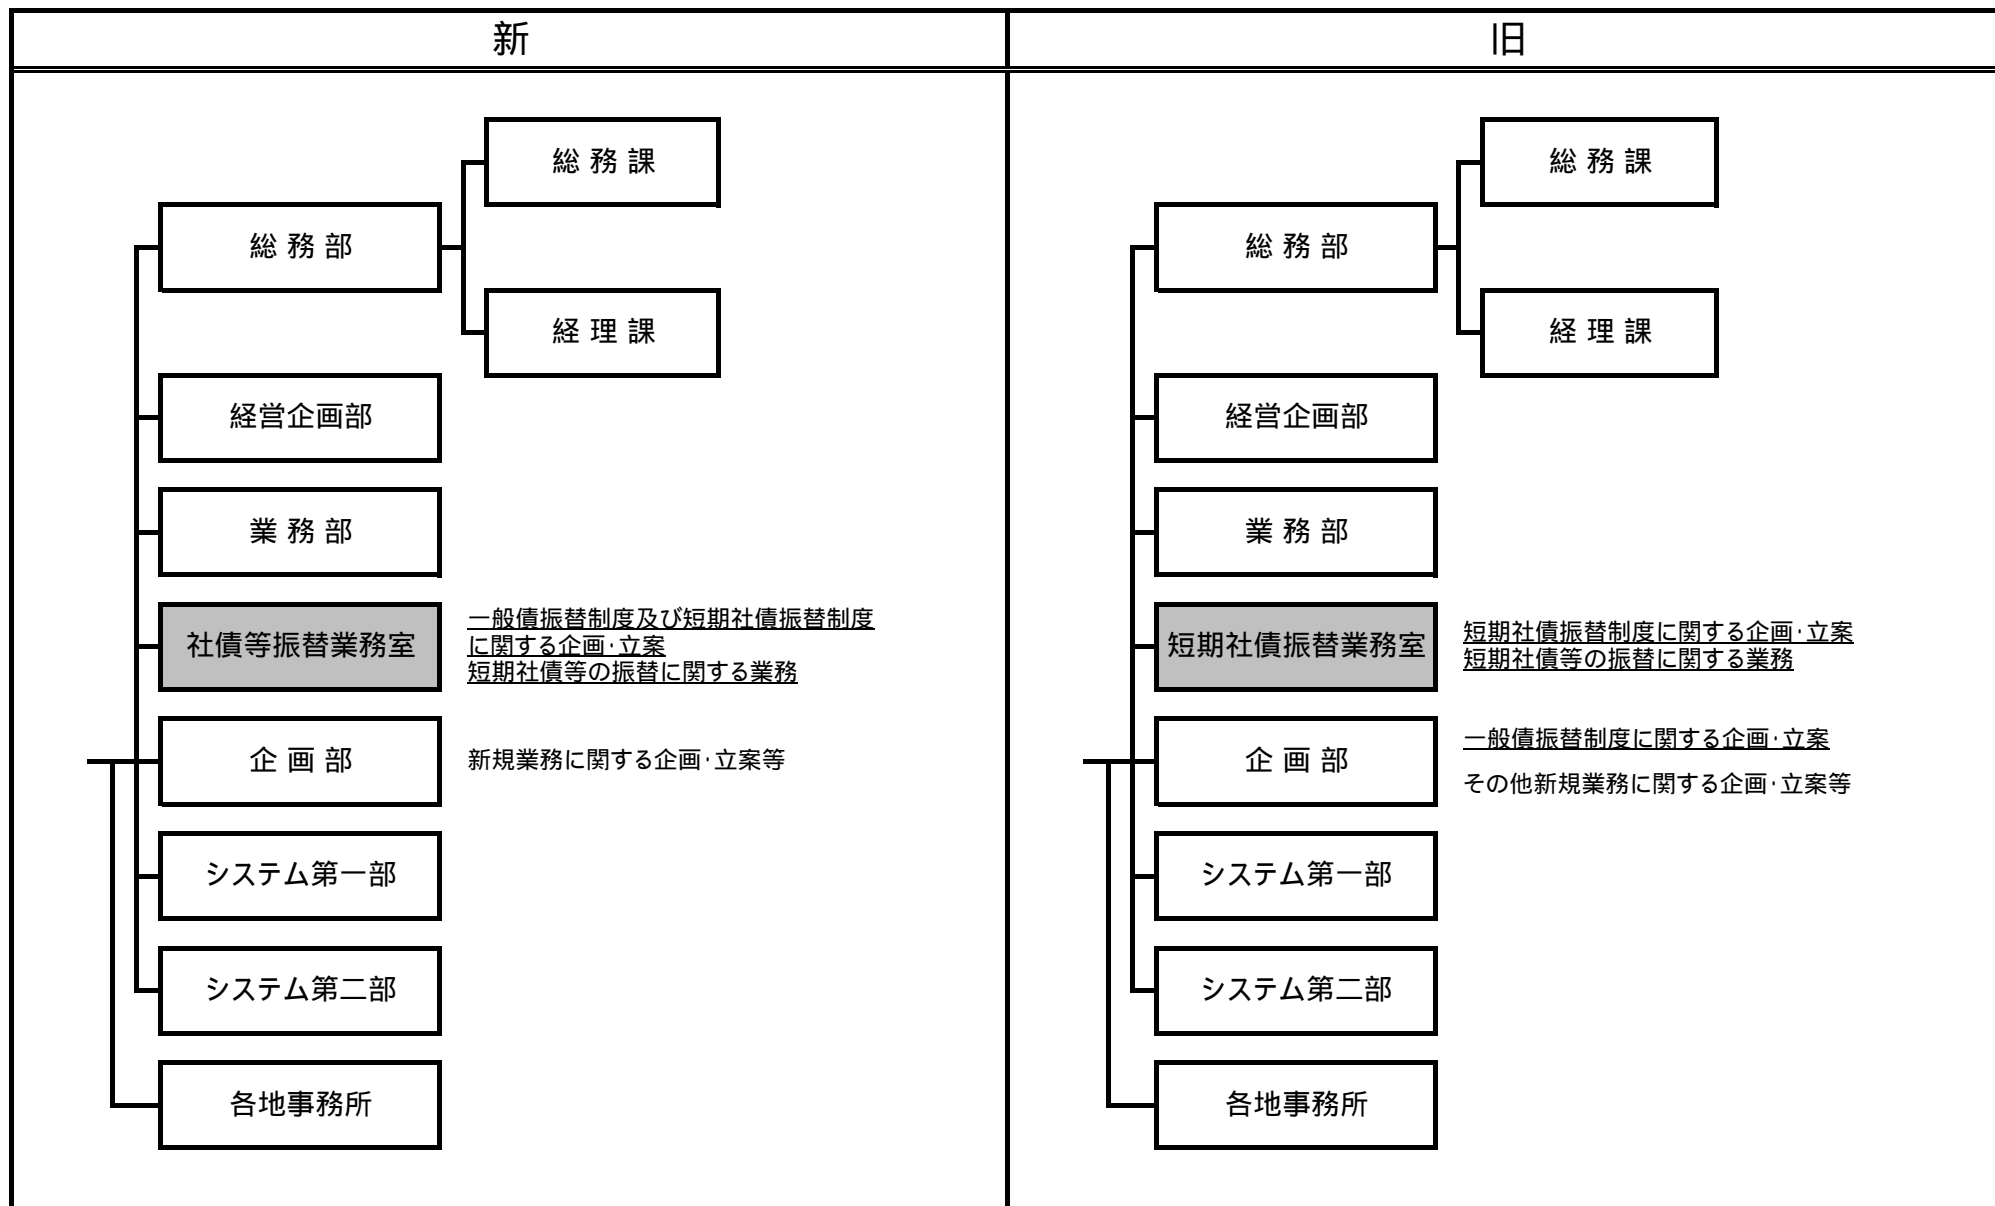 新
総務課
総務部
経理課
経営企画部
業務部
社債等振替業務室
一般債振替制度及び短期社債振替制度
に関する企画・立案
短期社債等の振替に関する業務
企画部
新規業務に関する企画・立案等
システム第一部
システム第二部
各地事務所
旧
総務課
総務部
経理課
経営企画部
業務部
短期社債振替業務室
短期社債振替制度に関する企画・立案
短期社債等の振替に関する業務
企画部
一般債振替制度に関する企画・立案
その他新規業務に関する企画・立案等
システム第一部
システム第二部
各地事務所